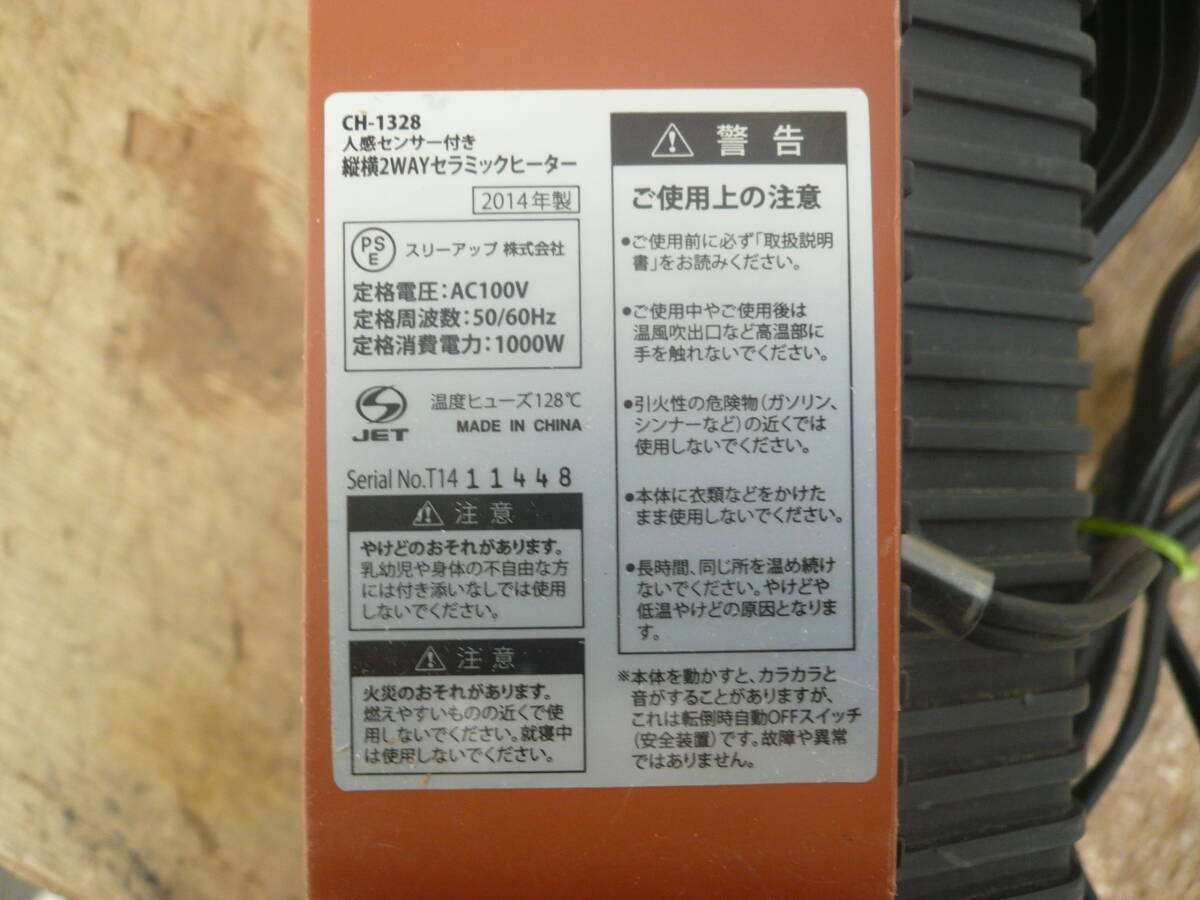 CH-1328
人感センサー付き
縦横2WAYセラミックヒーター
2014年製
PSE
スリーアップ 株式会社
定格電圧:AC100V
定格周波数:50/60Hz
定格消費電力:1000W
JET
温度ヒューズ128℃
MADE IN CHINA
Serial No.T14 11448
注意
やけどのおそれがあります。
乳幼児や身体の不自由な方
には付き添いなしでは使用
しないでください。
注意
火災のおそれがあります。
燃えやすいものの近くで使
用しないでください。就寝中
は使用しないでください。
警告
ご使用上の注意
●ご使用前に必ず「取扱説明
書」をお読みください。
●ご使用中やご使用後は
温風吹出口など高温部に
手を触れないでください。
●引火性の危険物(ガソリン、
シンナーなど)の近くでは
使用しないでください。
●本体に衣類などをかけた
まま使用しないでください。
●長時間、同じ所を温め続け
ないでください。やけどや
低温やけどの原因となりま
す。
※本体を動かすと、カラカラと
音がすることがありますが、
これは転倒時自動OFFスイッチ
(安全装置)です。故障や異常
ではありません。